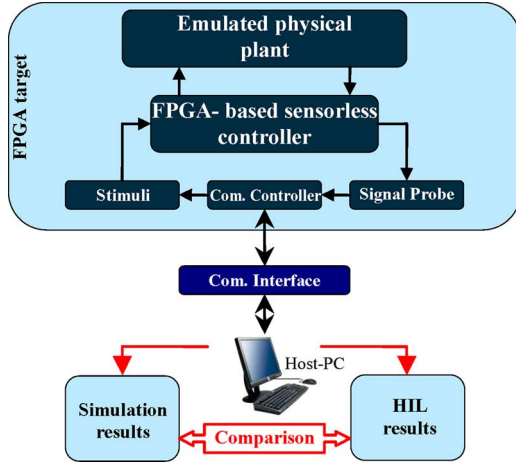 Emulated physical
plant
FPGA target
FPGA- based sensorless
controller
Stimuli
Com. Controller
Signal Probe
Com. Interface
Host-PC
Simulation
results
Comparison
HIL
results